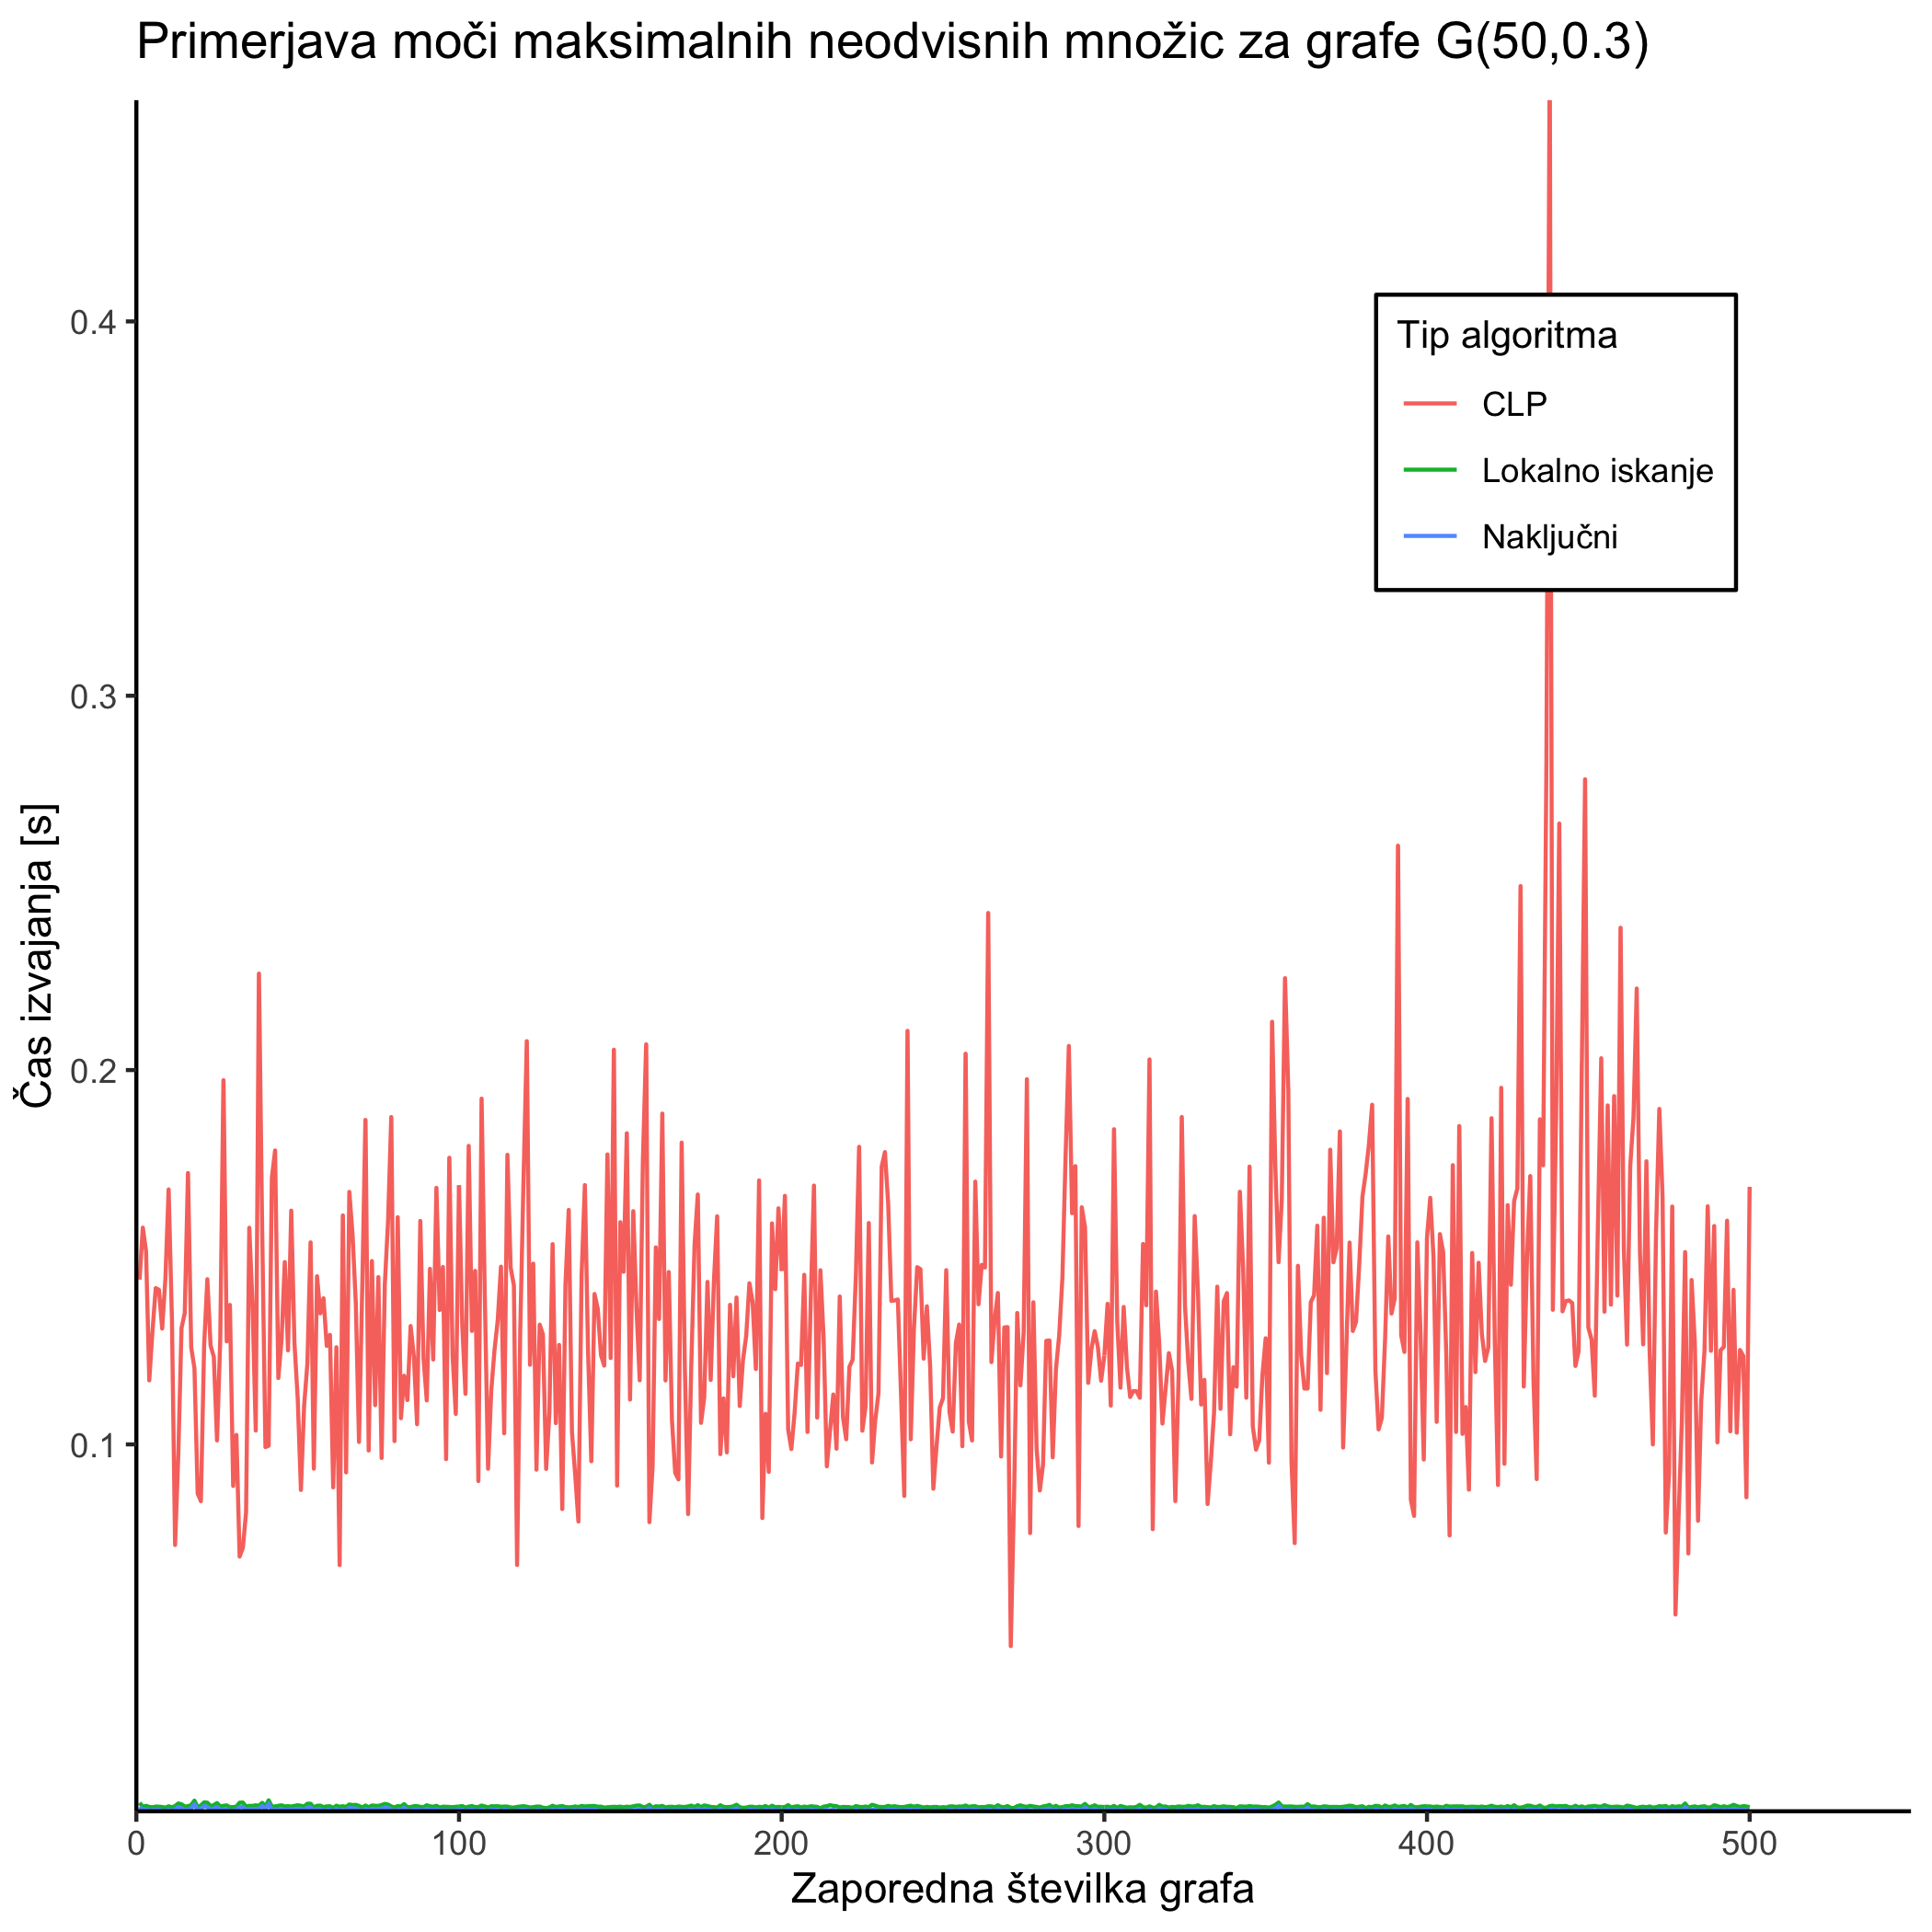 Primerjava moči maksimalnih neodvisnih množic za grafe G(50,0.3)
Čas izvajanja [s]
0.4
0.3
0.2
0.1
Tip algoritma
CLP
Lokalno iskanje
Naključni
0 100 200 300 400 500
Zaporedna številka grafa